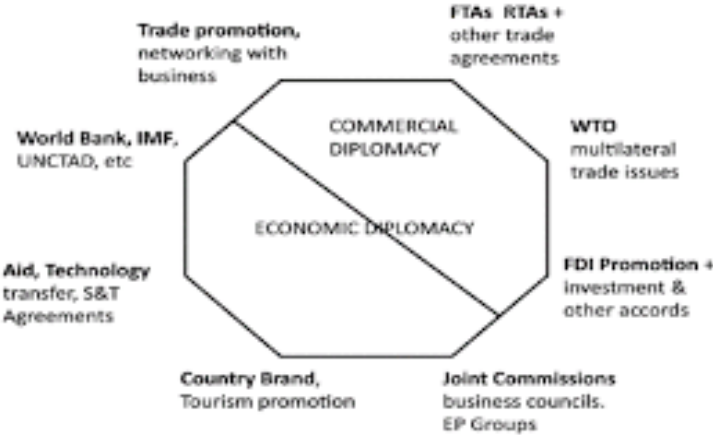 Trade promotion,
networking with
business
FTAs RTAs +
other trade
agreements
World Bank, IMF,
UNCTAD, etc
COMMERCIAL
DIPLOMACY
WTO
multilateral
trade issues
ECONOMIC DIPLOMACY
Aid, Technology
transfer, S&T
Agreements
FDI Promotion +
investment &
other accords
Country Brand,
Tourism promotion
Joint Commissions
business councils.
EP Groups